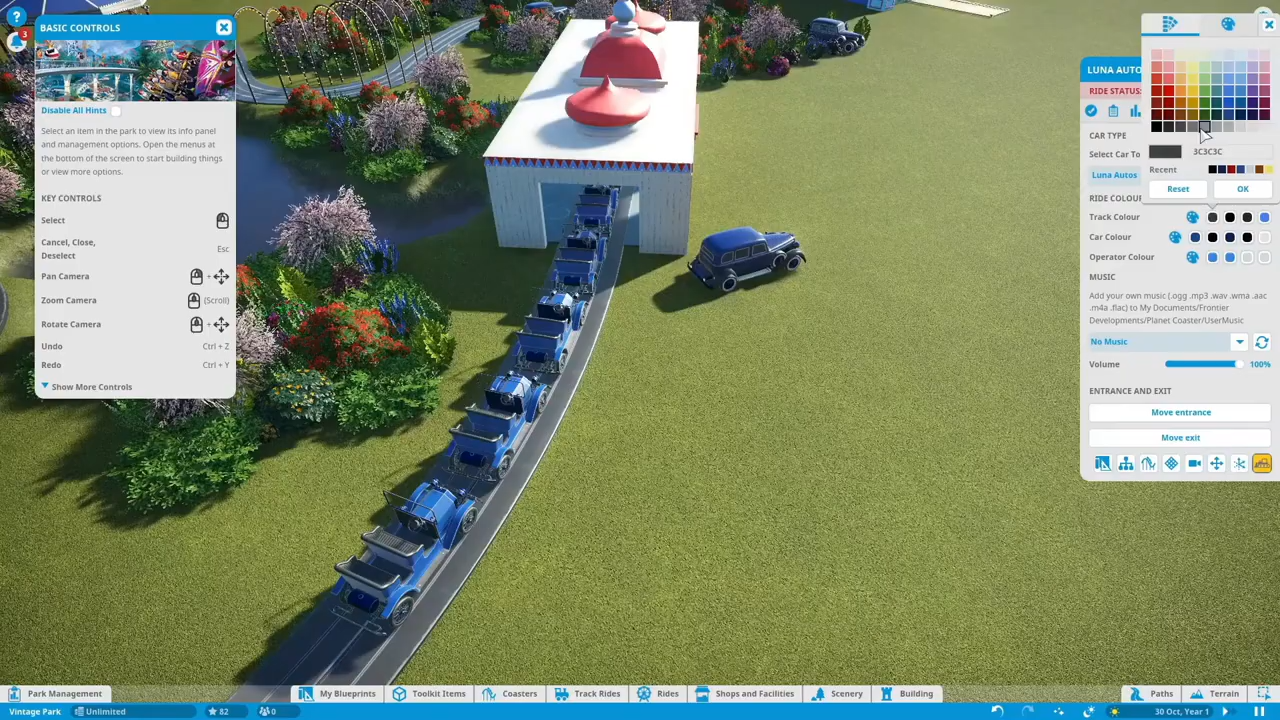 BASIC CONTROLS
Disable All Hints
Select an item in the park to view its info panel
and management options. Open the menus at
the bottom of the screen to start building things
or view more options.
KEY CONTROLS
Select
Cancel, Close,
Deselect
Esc
Pan Camera
+
Zoom Camera
(Scroll)
Rotate Camera
+
Undo
Ctrl + Z
Redo
Ctrl + Y
Show More Controls
?
3
LUNA AUTO
RIDE STATUS:
CAR TYPE
Select Car To
Luna Autos
3C3C3C
Recent
Reset
OK
RIDE COLOU
Track Colour
Car Colour
Operator Colour
MUSIC
Add your own music (.ogg .mp3 .wav .wma .aac
.m4a .flac) to My Documents/Frontier
Developments/Planet Coaster/UserMusic
No Music
Volume
100%
ENTRANCE AND EXIT
Move entrance
Move exit
Park Management
My Blueprints
Toolkit Items
Coasters
Track Rides
Rides
Shops and Facilities
Scenery
Building
Paths
Terrain
Vintage Park
Unlimited
82
0
30 Oct, Year 1